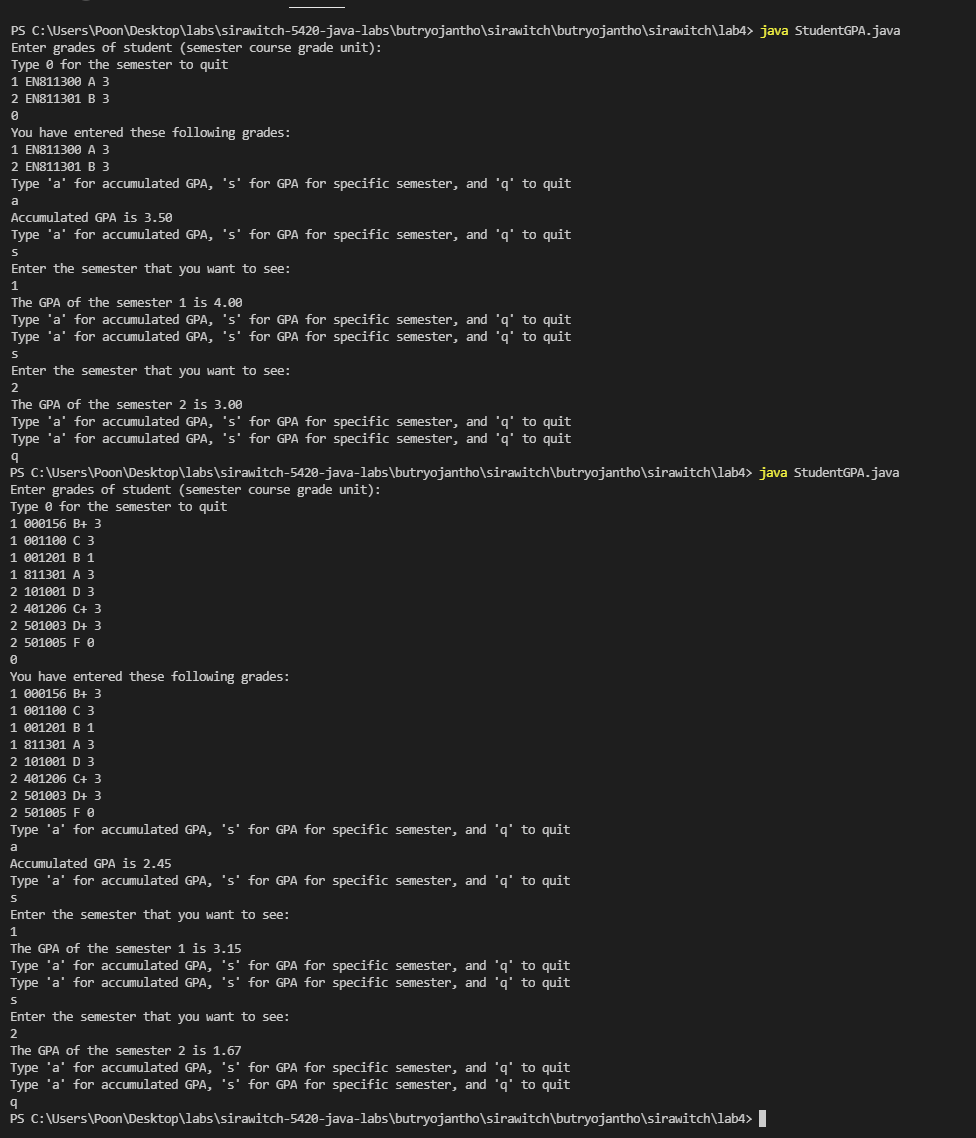 PS C:\Users\Poon\Desktop\labs\sirawitch-5420-java-labs\butryojantho\sirawitch\butryojantho\sirawitch\lab4> java StudentGPA.java
Enter grades of student (semester course grade unit):
Type 0 for the semester to quit
1 EN811300 A 3
2 EN811301 B 3
0
You have entered these following grades:
1 EN811300 A 3
2 EN811301 B 3
Type 'a' for accumulated GPA, 's' for GPA for specific semester, and 'q' to quit
a
Accumulated GPA is 3.50
Type 'a' for accumulated GPA, 's' for GPA for specific semester, and 'q' to quit
s
Enter the semester that you want to see:
1
The GPA of the semester 1 is 4.00
Type 'a' for accumulated GPA, 's' for GPA for specific semester, and 'q' to quit
Type 'a' for accumulated GPA, 's' for GPA for specific semester, and 'q' to quit
s
Enter the semester that you want to see:
2
The GPA of the semester 2 is 3.00
Type 'a' for accumulated GPA, 's' for GPA for specific semester, and 'q' to quit
Type 'a' for accumulated GPA, 's' for GPA for specific semester, and 'q' to quit
q
PS C:\Users\Poon\Desktop\labs\sirawitch-5420-java-labs\butryojantho\sirawitch\butryojantho\sirawitch\lab4> java StudentGPA.java
Enter grades of student (semester course grade unit):
Type 0 for the semester to quit
1 000156 B+ 3
1 001100 C 3
1 001201 B 1
1 811301 A 3
2 101001 D 3
2 401206 C+ 3
2 501003 D+ 3
2 501005 F 0
0
You have entered these following grades:
1 000156 B+ 3
1 001100 C 3
1 001201 B 1
1 811301 A 3
2 101001 D 3
2 401206 C+ 3
2 501003 D+ 3
2 501005 F 0
Type 'a' for accumulated GPA, 's' for GPA for specific semester, and 'q' to quit
a
Accumulated GPA is 2.45
Type 'a' for accumulated GPA, 's' for GPA for specific semester, and 'q' to quit
s
Enter the semester that you want to see:
1
The GPA of the semester 1 is 3.15
Type 'a' for accumulated GPA, 's' for GPA for specific semester, and 'q' to quit
Type 'a' for accumulated GPA, 's' for GPA for specific semester, and 'q' to quit
s
Enter the semester that you want to see:
2
The GPA of the semester 2 is 1.67
Type 'a' for accumulated GPA, 's' for GPA for specific semester, and 'q' to quit
Type 'a' for accumulated GPA, 's' for GPA for specific semester, and 'q' to quit
q
PS C:\Users\Poon\Desktop\labs\sirawitch-5420-java-labs\butryojantho\sirawitch\butryojantho\sirawitch\lab4>